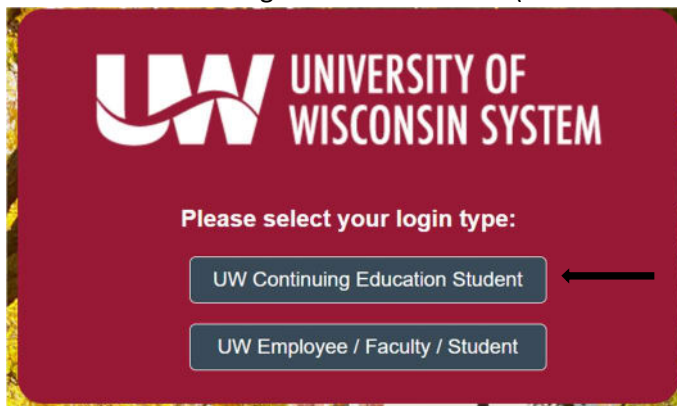 UW UNIVERSITY OF
WISCONSIN SYSTEM
Please select your login type:
UW Continuing Education Student
UW Employee / Faculty / Student